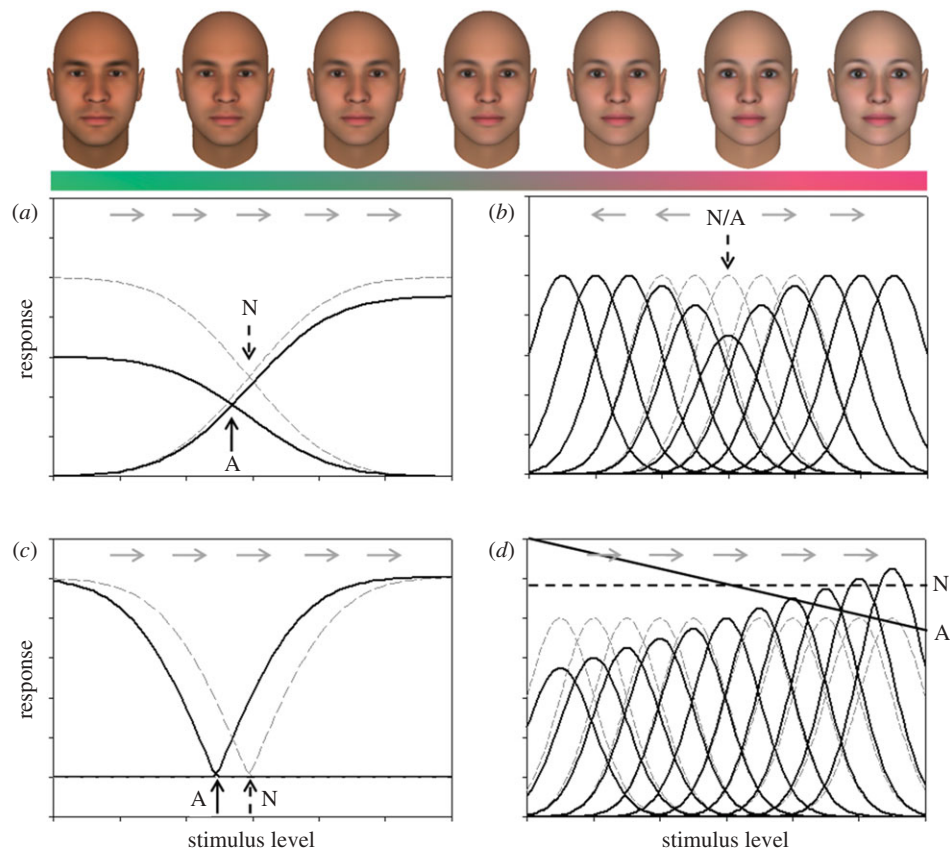 (a)
(b)
N/A
N
response
A
(c)
(d)
N
A
response
A
N
stimulus level
stimulus level